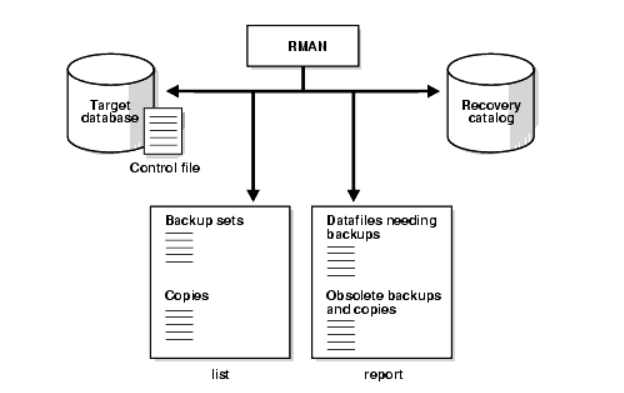 RMAN
Target
database
Control file
Recovery
catalog
Backup sets
Copies
Datafiles needing
backups
Obsolete backups
and copies
list
report